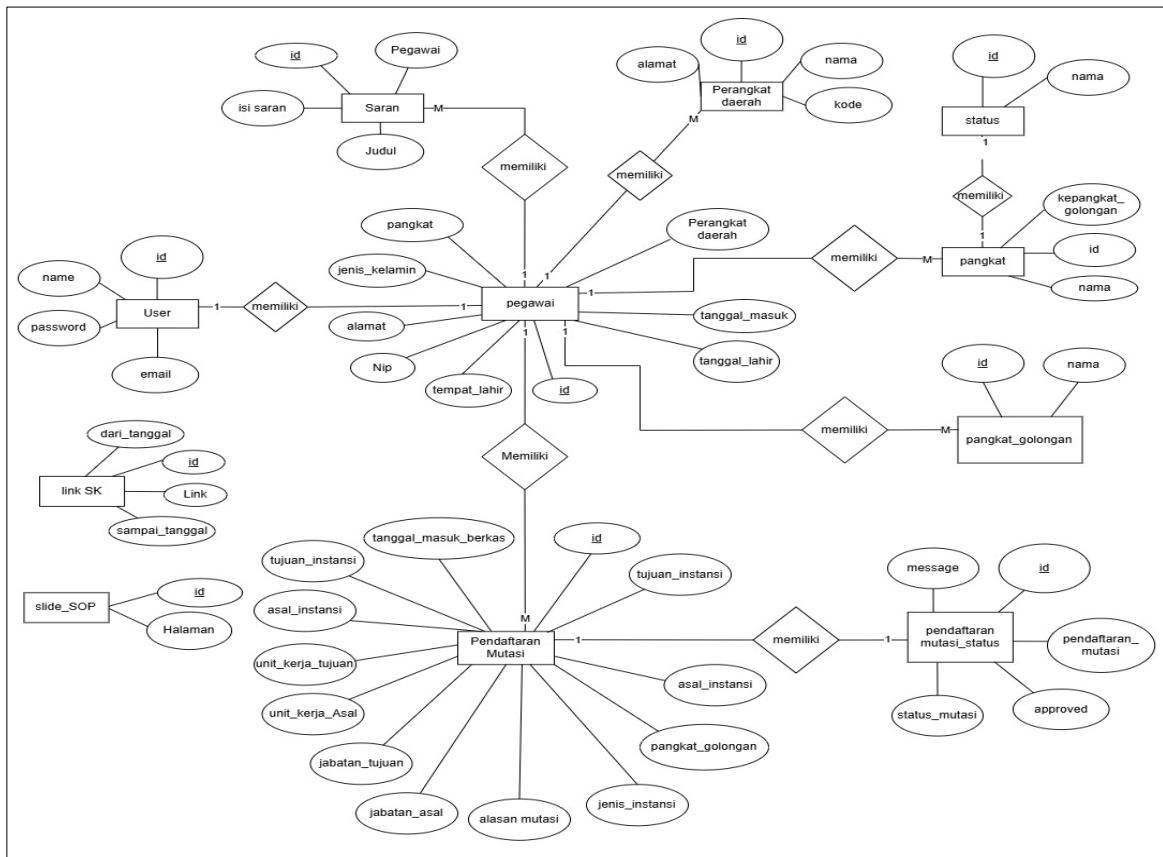 id
Pegawai
isi saran
Saran
Judul
M
memiliki
1
id
alamat
nama
Perangkat
daerah
kode
M
memiliki
1
id
nama
status
1
memiliki
1
kepangkat_
golongan
id
pangkat
nama
M
memiliki
1
pangkat
Perangkat
daerah
jenis_kelamin
pegawai
alamat
tanggal_masuk
Nip
tanggal_lahir
tempat_lahir
id
id
name
User
password
email
1
memiliki
1
1
memiliki
M
id
nama
pangkat_golongan
dari_tanggal
id
link SK
Link
sampai_tanggal
id
slide_SOP
Halaman
1
Memiliki
M
tanggal_masuk_berkas
id
tujuan_instansi
tujuan_instansi
asal_instansi
Pendaftaran
Mutasi
unit_kerja_tujuan
asal_instansi
unit_kerja_Asal
pangkat_golongan
jabatan_tujuan
jenis_instansi
jabatan_asal
alasan mutasi
1
memiliki
1
message
id
pendaftaran
mutasi_status
pendaftaran_
mutasi
status_mutasi
approved